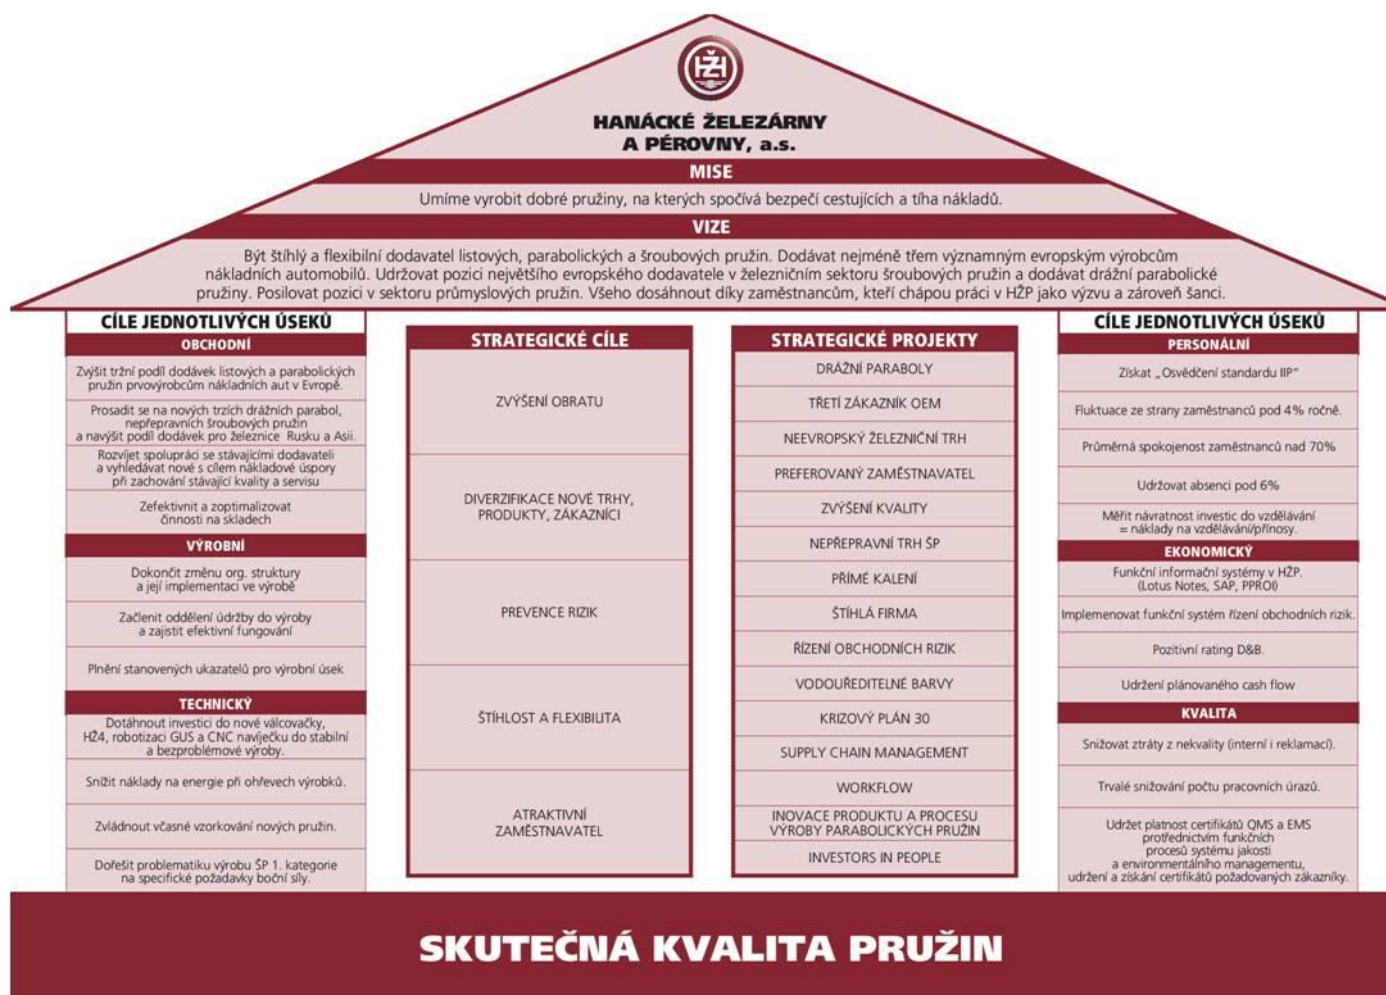 HŽH
HANÁCKÉ ŽELEZÁRNY
A PÉROVNY, a.s.
MISE
Umíme vyrobit dobré pružiny, na kterých spočívá bezpečí cestujících a tíha nákladů.
VIZE
Být štíhlý a flexibilní dodavatel listových, parabolických a šroubových pružin. Dodávat nejméně třem významným evropským výrobcům
nákladních automobilů. Udržovat pozici největšího evropského dodavatele v železničním sektoru šroubových pružin a dodávat drážní parabolické
pružiny. Posilovat pozici v sektoru průmyslových pružin. Všeho dosáhnout díky zaměstnancům, kteří chápou práci v HŽP jako výzvu a zároveň šanci.
CÍLE JEDNOTLIVÝCH ÚSEKŮ
OBCHODNÍ
Zvýšit tržní podíl dodávek listových a parabolických
pružin prvovýrobcům nákladních aut v Evropě.
Prosadit se na nových trzích drážních parabol,
nepřepravních šroubových pružin
a navýšit podíl dodávek pro železnice Rusku a Asii.
Rozvíjet spolupráci se stávajícími dodavateli
a vyhledávat nové s cílem nákladové úspory
při zachování stávající kvality a servisu
Zefektivnit a zoptimalizovat
činnosti na skladech
VÝROBNÍ
Dokončit změnu org. struktury
a její implementaci ve výrobě
Začlenit oddělení údržby do výroby
a zajistit efektivní fungování
Plnění stanovených ukazatelů pro výrobní úsek
TECHNICKÝ
Dotáhnout investici do nové válcovačky,
HŽ4, robotizaci GUS a CNC navíječku do stabilní
a bezproblémové výroby.
Snížit náklady na energie při ohřevech výrobků.
Zvládnout včasné vzorkování nových pružin.
Dořešit problematiku výrobu ŠP 1. kategorie
na specifické požadavky boční síly.
STRATEGICKÉ CÍLE
ZVÝŠENÍ OBRATU
DIVERZIFIKACE NOVÉ TRHY,
PRODUKTY, ZÁKAZNÍCI
PREVENCE RIZIK
ŠTÍHLOST A FLEXIBILITA
ATRAKTIVNÍ
ZAMĚSTNAVATEL
STRATEGICKÉ PROJEKTY
DRÁŽNÍ PARABOLY
TŘETÍ ZÁKAZNÍK OEM
NEEVROPSKÝ ŽELEZNIČNÍ TRH
PREFEROVANÝ ZAMĚSTNAVATEL
ZVÝŠENÍ KVALITY
NEPŘEPRAVNÍ TRH ŠP
PŘÍMÉ KALENÍ
ŠTÍHLÁ FIRMA
ŘÍZENÍ OBCHODNÍCH RIZIK
VODOUŘEDITELNÉ BARVY
KRIZOVÝ PLÁN 30
SUPPLY CHAIN MANAGEMENT
WORKFLOW
INOVACE PRODUKTU A PROCESU
VÝROBY PARABOLICKÝCH PRUŽIN
INVESTORS IN PEOPLE
CÍLE JEDNOTLIVÝCH ÚSEKŮ
PERSONÁLNÍ
Získat „Osvědčení standardu IIP“
Fluktuace ze strany zaměstnanců pod 4% ročně.
Průměrná spokojenost zaměstnanců nad 70%
Udržovat absenci pod 6%
Měřit návratnost investic do vzdělávání
= náklady na vzdělávání/přínosy.
EKONOMICKÝ
Funkční informační systémy v HŽP.
(Lotus Notes, SAP, PPROI)
Implemenovat funkční systém řízení obchodních rizik.
Pozitivní rating D&B.
Udržení plánovaného cash flow
KVALITA
Snižovat ztráty z nekvality (interní i reklamací).
Trvalé snižování počtu pracovních úrazů.
Udržet platnost certifikátů QMS a EMS
protřednictvím funkčních
procesů systému jakosti
a environmentálního managementu,
udržení a získání certifikátů požadovaných zákazníky.
SKUTEČNÁ KVALITA PRUŽIN